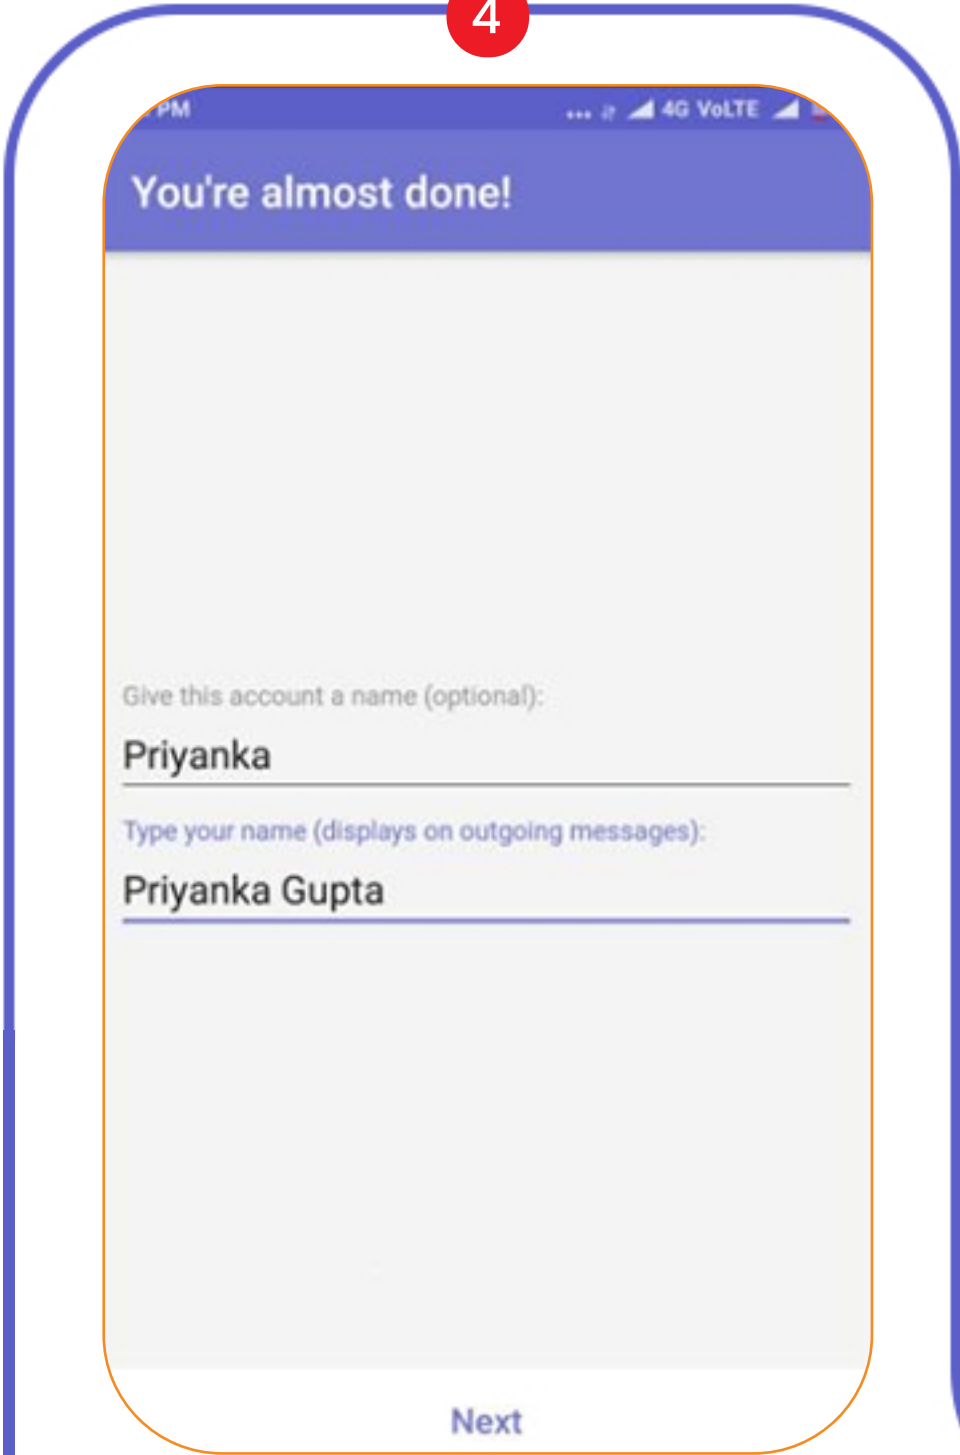 4
PM
... 4G VoLTE
You're almost done!
Give this account a name (optional):
Priyanka
Type your name (displays on outgoing messages):
Priyanka Gupta
Next